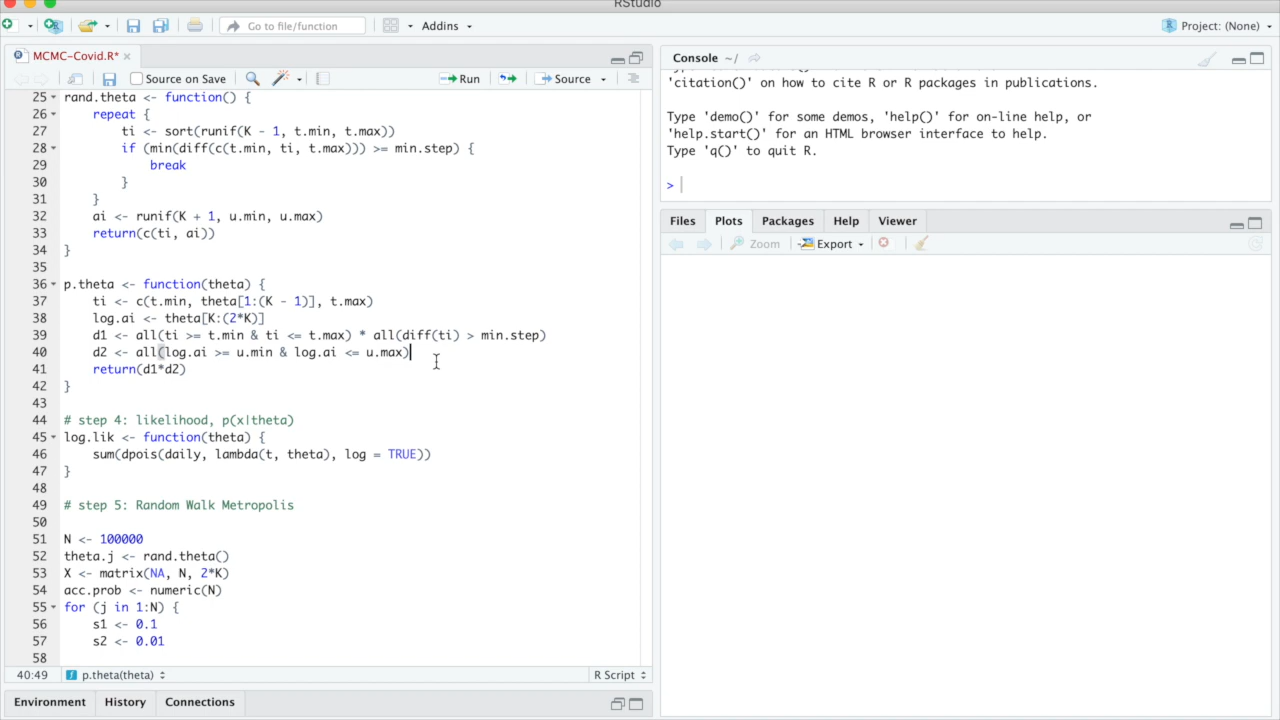 RStudio
Go to file/function
Addins
Project: (None)
MCMC-Covid.R*
Source on Save
Run
Source
25 rand.theta <- function() {
26     repeat {
27         ti <- sort(runif(K - 1, t.min, t.max))
28         if (min(diff(c(t.min, ti, t.max))) >= min.step) {
29             break
30         }
31     }
32     ai <- runif(K + 1, u.min, u.max)
33     return(c(ti, ai))
34 }
35
36 p.theta <- function(theta) {
37     ti <- c(t.min, theta[1:(K - 1)], t.max)
38     log.ai <- theta[K:(2*K)]
39     d1 <- all(ti >= t.min & ti <= t.max) * all(diff(ti) > min.step)
40     d2 <- all(log.ai >= u.min & log.ai <= u.max)
41     return(d1*d2)
42 }
43
44 # step 4: likelihood, p(x|theta)
45 log.lik <- function(theta) {
46     sum(dpois(daily, lambda(t, theta), log = TRUE))
47 }
48
49 # step 5: Random Walk Metropolis
50
51 N <- 100000
52 theta.j <- rand.theta()
53 X <- matrix(NA, N, 2*K)
54 acc.prob <- numeric(N)
55 for (j in 1:N) {
56     s1 <- 0.1
57     s2 <- 0.01
58
40:49 p.theta(theta) R Script
Environment History Connections
Console ~/
'citation()' on how to cite R or R packages in publications.
Type 'demo()' for some demos, 'help()' for on-line help, or
'help.start()' for an HTML browser interface to help.
Type 'q()' to quit R.
>
Files Plots Packages Help Viewer
Zoom Export